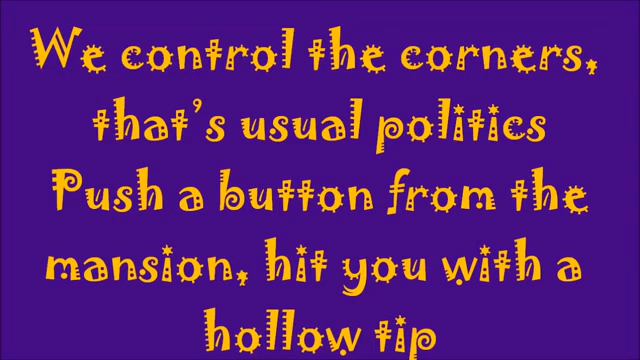 We control the corners,
that's usual politics
Push a button from the
mansion, hit you with a
hollow tip